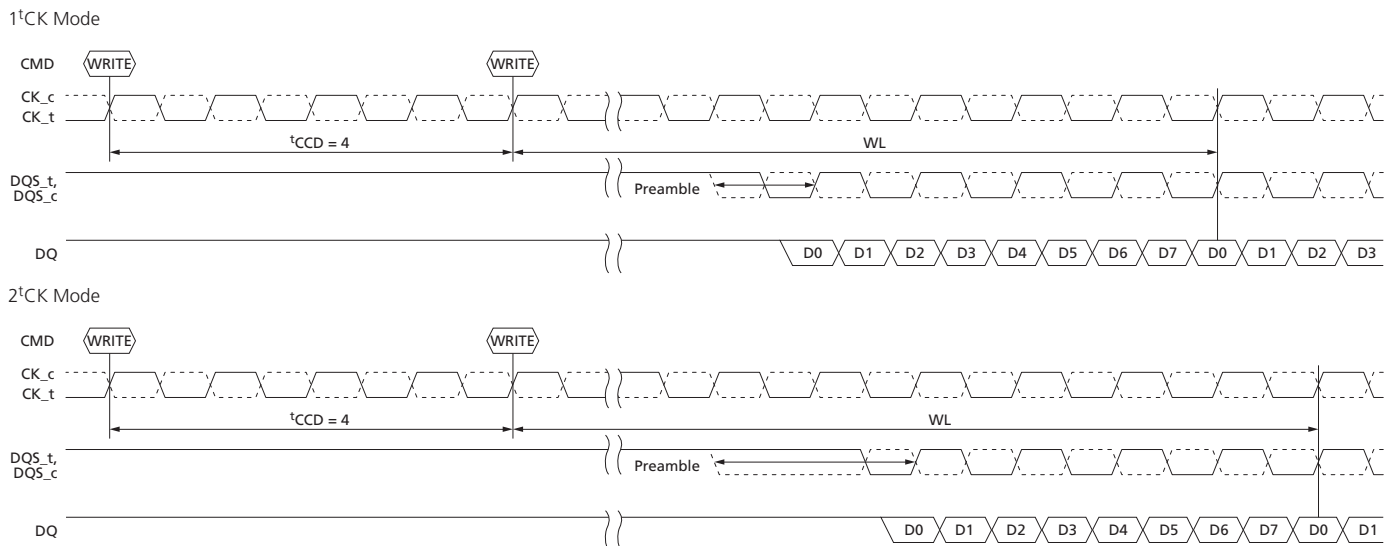 1tCK Mode
CMD WRITE WRITE
CK_c
CK_t
tCCD = 4 WL
DQS_t,
DQS_c
Preamble
DQ D0 D1 D2 D3 D4 D5 D6 D7 D0 D1 D2 D3
2tCK Mode
CMD WRITE WRITE
CK_c
CK_t
tCCD = 4 WL
DQS_t,
DQS_c
Preamble
DQ D0 D1 D2 D3 D4 D5 D6 D7 D0 D1